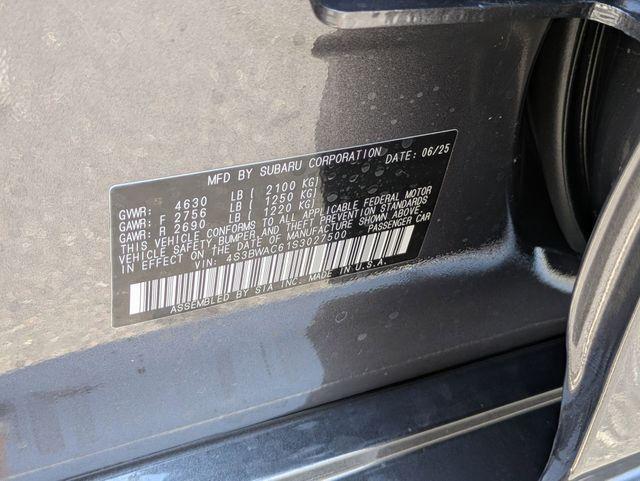 MFD BY SUBARU CORPORATION DATE: 06/25
GVWR: 4630 LB ( 2100 KG)
GAWR: F 2756 LB ( 1250 KG)
GAWR: R 2690 LB ( 1220 KG)
THIS VEHICLE CONFORMS TO ALL APPLICABLE FEDERAL MOTOR
VEHICLE SAFETY, BUMPER AND THEFT PREVENTION STANDARDS
IN EFFECT ON THE DATE OF MANUFACTURE SHOWN ABOVE.
VIN: 4S3BWAC61S3027500 PASSENGER CAR
ASSEMBLED BY STA INC. MADE IN U.S.A.